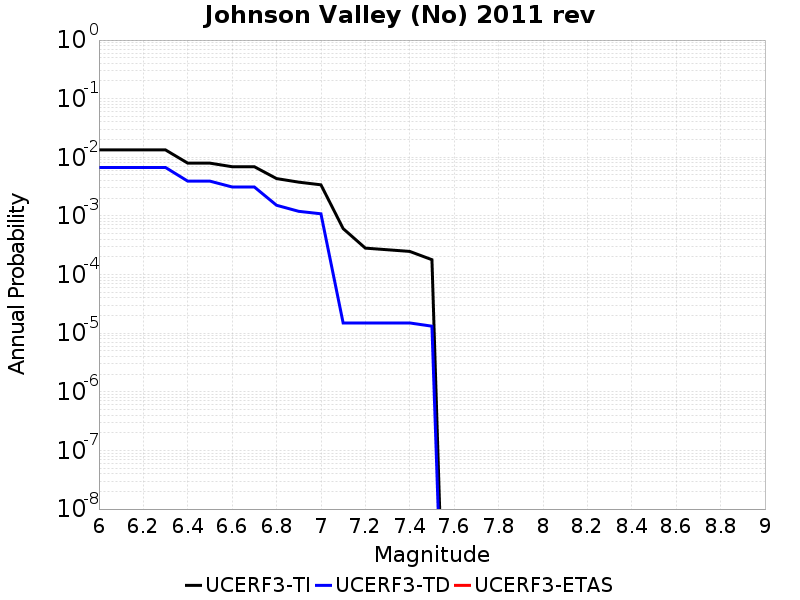 Johnson Valley (No) 2011 rev
10^0
10^-1
10^-2
10^-3
10^-4
10^-5
10^-6
10^-7
10^-8
Annual Probability
6 6.2 6.4 6.6 6.8 7 7.2 7.4 7.6 7.8 8 8.2 8.4 8.6 8.8 9
Magnitude
UCERF3-TI UCERF3-TD UCERF3-ETAS